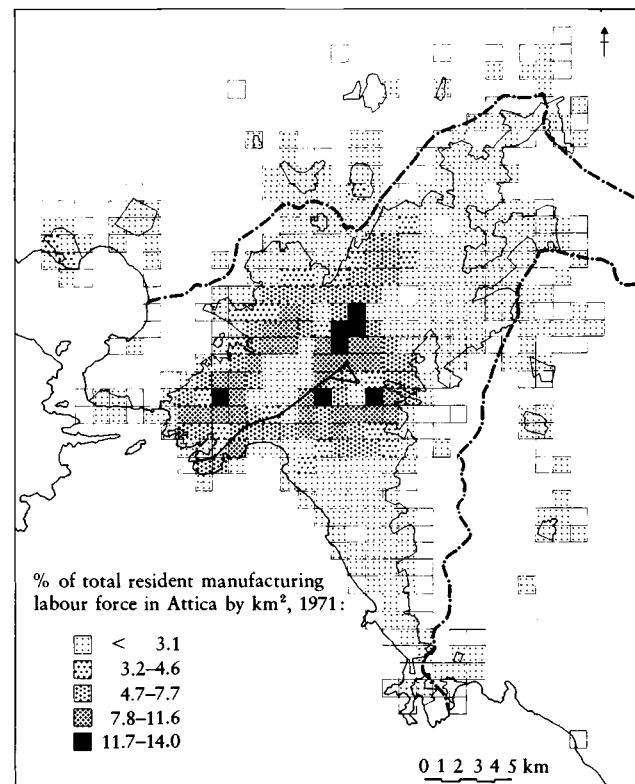 % of total resident manufacturing
labour force in Attica by km², 1971:
< 3.1
3.2–4.6
4.7–7.7
7.8–11.6
11.7–14.0
0 1 2 3 4 5 km